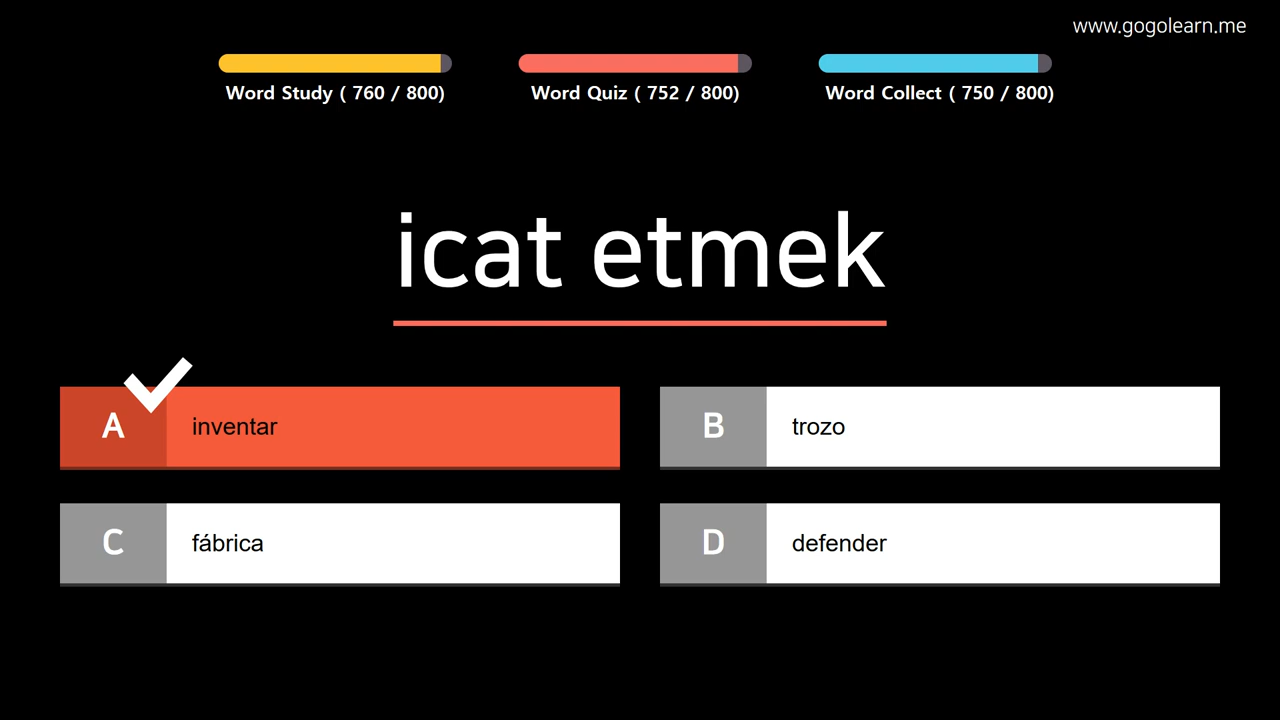 www.gogolearn.me
Word Study ( 760 / 800)
Word Quiz ( 752 / 800)
Word Collect ( 750 / 800)
icat etmek
A inventar
B trozo
C fábrica
D defender